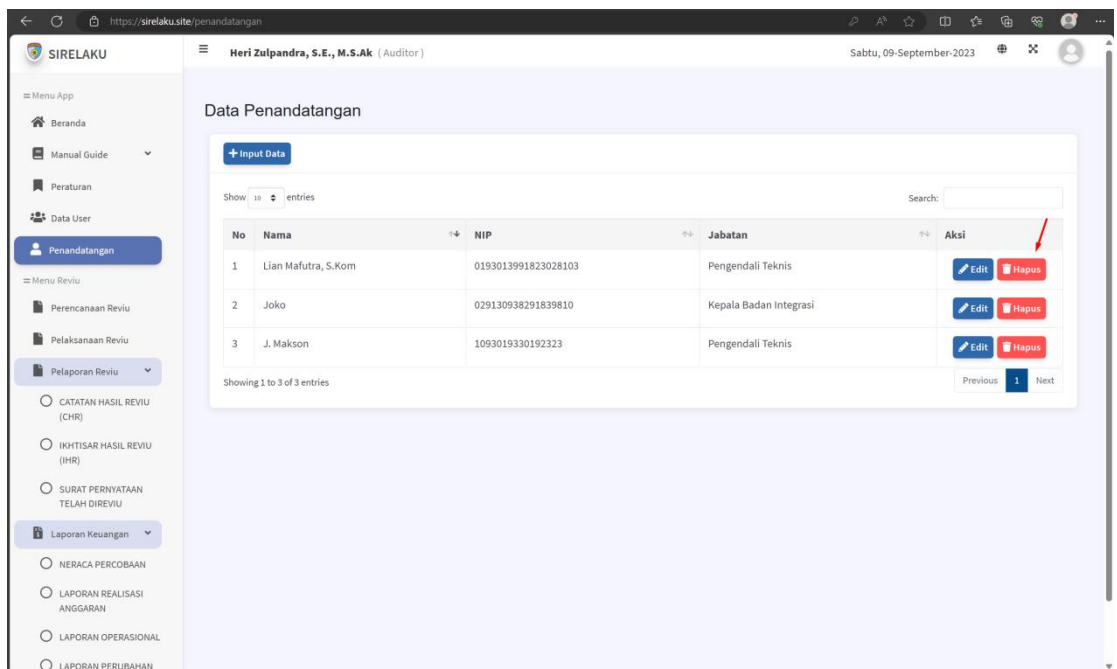 https://sirelaku.site/penandatangan
SIRELAKU
Heri Zulpandra, S.E., M.S.Ak (Auditor)
Sabtu, 09-September-2023
Menu App
Beranda
Manual Guide
Peraturan
Data User
Penandatangan
Menu Reviu
Perencanaan Reviu
Pelaksanaan Reviu
Pelaporan Reviu
CATATAN HASIL REVIU
(CHR)
IKHTISAR HASIL REVIU
(IHR)
SURAT PERNYATAAN
TELAH DIREVIU
Laporan Keuangan
NERACA PERCOBAAN
LAPORAN REALISASI
ANGGARAN
LAPORAN OPERASIONAL
LAPORAN PERUBAHAN
Data Penandatangan
+ Input Data
Show 10 entries
Search:
No Nama NIP Jabatan Aksi
1 Lian Mafutra, S.Kom 0193013991823028103 Pengendali Teknis Edit Hapus
2 Joko 029130938291839810 Kepala Badan Integrasi Edit Hapus
3 J. Makson 1093019330192323 Pengendali Teknis Edit Hapus
Showing 1 to 3 of 3 entries
Previous 1 Next